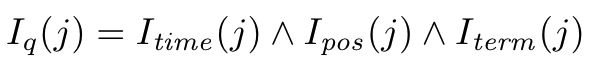 I_q(j) = I_{time}(j) ∧ I_{pos}(j) ∧ I_{term}(j)